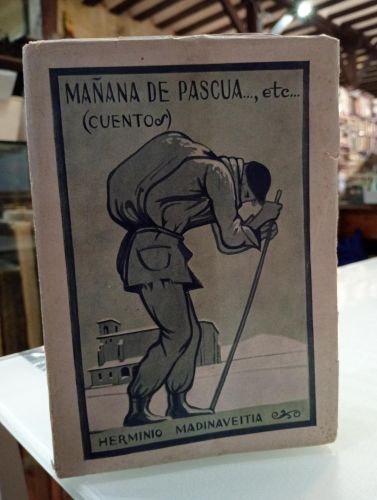 MAÑANA DE PASCUA..., etc...
(CUENTOS)
HERMINIO MADINAVEITIA